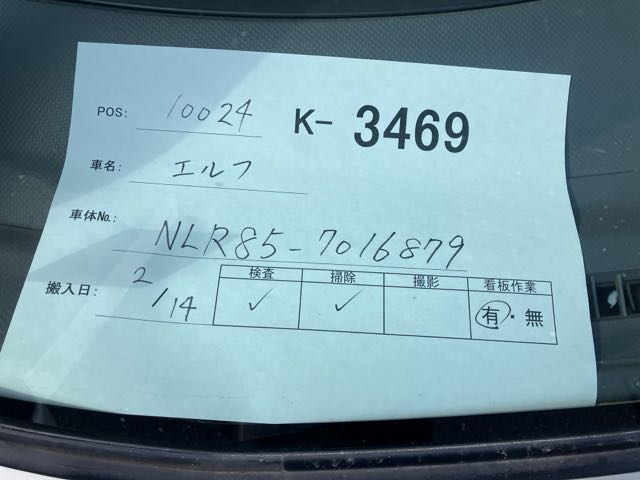 POS: 10024 K- 3469
車名: エルフ
車体No.: NLR85-7016879
搬入日: 2/14
検査 掃除 撮影 看板作業
✓ ✓ 有・無